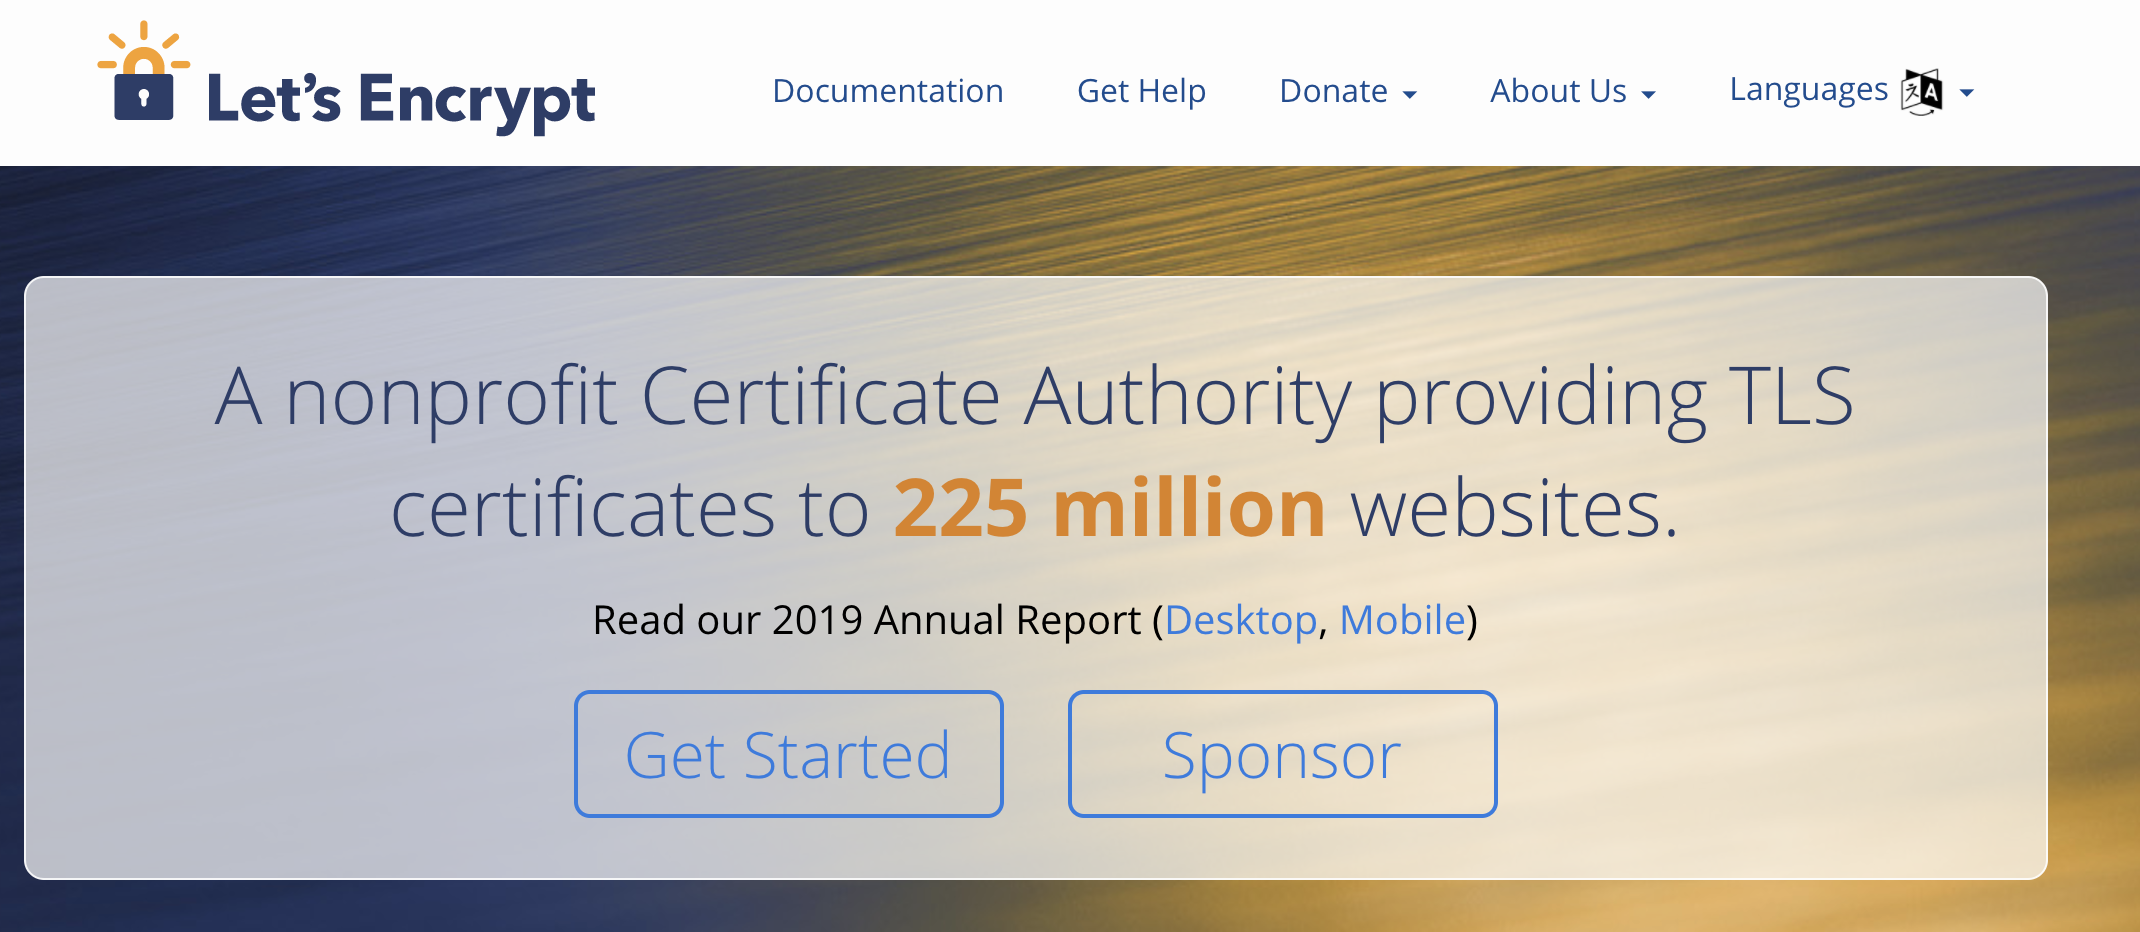 Let's Encrypt
Documentation
Get Help
Donate
About Us
Languages 文 A
A nonprofit Certificate Authority providing TLS
certificates to 225 million websites.
Read our 2019 Annual Report (Desktop, Mobile)
Get Started
Sponsor